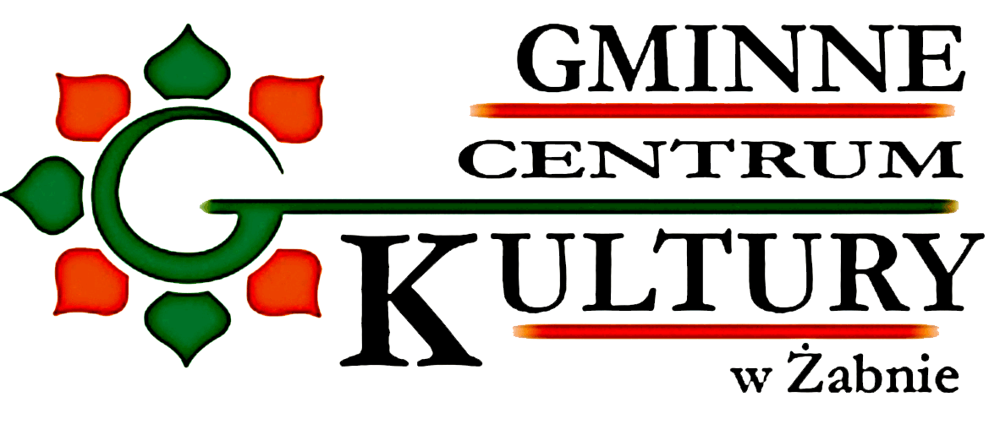 GMINNE
CENTRUM
KULTURY
w Żabnie